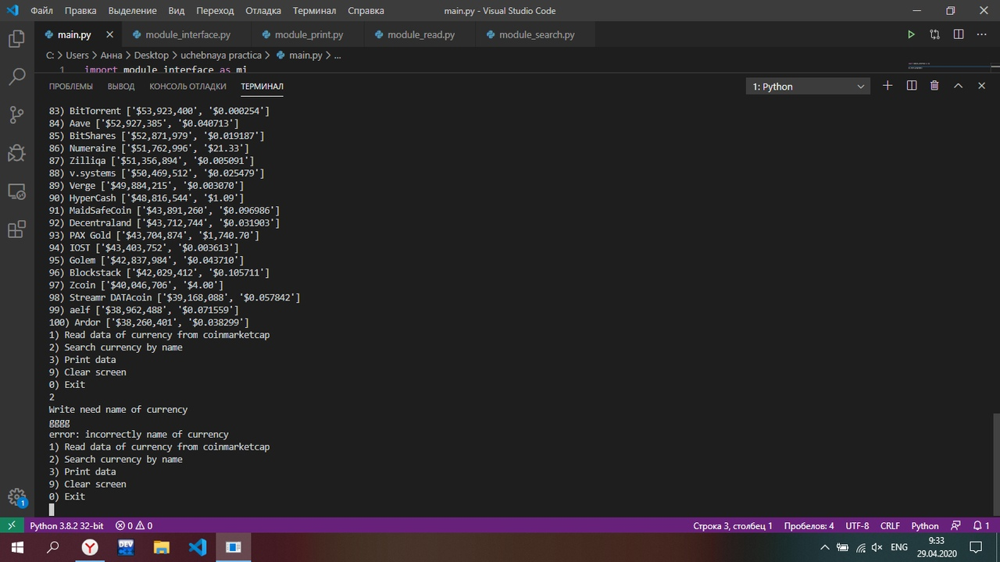 Файл Правка Выделение Вид Переход Отладка Терминал Справка main.py - Visual Studio Code
main.py module_interface.py module_print.py module_read.py module_search.py
C: > Users > Анна > Desktop > uchebnaya practica > main.py > ...
1 import module_interface as mi
ПРОБЛЕМЫ ВЫВОД КОНСОЛЬ ОТЛАДКИ ТЕРМИНАЛ 1: Python
83) BitTorrent ['$53,923,400', '$0.000254']
84) Aave ['$52,927,385', '$0.040713']
85) BitShares ['$52,871,979', '$0.019187']
86) Numeraire ['$51,762,996', '$21.33']
87) Zilliqa ['$51,356,894', '$0.005091']
88) v.systems ['$50,469,512', '$0.025479']
89) Verge ['$49,884,215', '$0.003070']
90) HyperCash ['$48,816,544', '$1.09']
91) MaidSafeCoin ['$43,891,260', '$0.096986']
92) Decentraland ['$43,712,744', '$0.031903']
93) PAX Gold ['$43,704,874', '$1,740.70']
94) IOST ['$43,403,752', '$0.003613']
95) Golem ['$42,837,984', '$0.043710']
96) Blockstack ['$42,029,412', '$0.105711']
97) Zcoin ['$40,046,706', '$4.00']
98) Streamr DATAcoin ['$39,168,088', '$0.057842']
99) aelf ['$38,962,488', '$0.071559']
100) Ardor ['$38,260,401', '$0.038299']
1) Read data of currency from coinmarketcap
2) Search currency by name
3) Print data
9) Clear screen
0) Exit
2
Write need name of currency
gggg
error: incorrectly name of currency
1) Read data of currency from coinmarketcap
2) Search currency by name
3) Print data
9) Clear screen
0) Exit
1
Python 3.8.2 32-bit 0 0 Строка 3, столбец 1 Пробелов: 4 UTF-8 CRLF Python 1
DEV ENG 9:33
29.04.2020